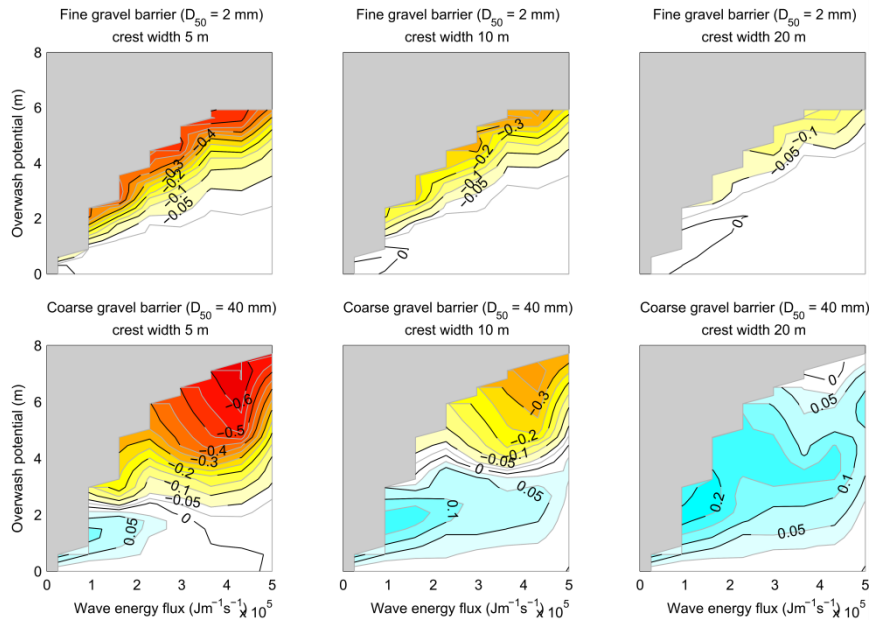 Fine gravel barrier (D50 = 2 mm)
crest width 5 m
Fine gravel barrier (D50 = 2 mm)
crest width 10 m
Fine gravel barrier (D50 = 2 mm)
crest width 20 m
Overwash potential (m)
8
6
4
2
0
−0.4
−0.3
−0.2
−0.1
−0.05
−0.3
−0.2
−0.1
−0.05
0
−0.1
−0.05
0
Coarse gravel barrier (D50 = 40 mm)
crest width 5 m
Coarse gravel barrier (D50 = 40 mm)
crest width 10 m
Coarse gravel barrier (D50 = 40 mm)
crest width 20 m
Overwash potential (m)
8
6
4
2
0
−0.6
−0.5
−0.4
−0.3
−0.2
−0.1
−0.05
0
0.05
−0.3
−0.2
−0.1
−0.05
0
0.05
0.1
0
0.05
0.2
0.1
0.05
0 1 2 3 4 5
0 1 2 3 4 5
0 1 2 3 4 5
Wave energy flux (Jm−1s−1) x 10^5
Wave energy flux (Jm−1s−1) x 10^5
Wave energy flux (Jm−1s−1) x 10^5